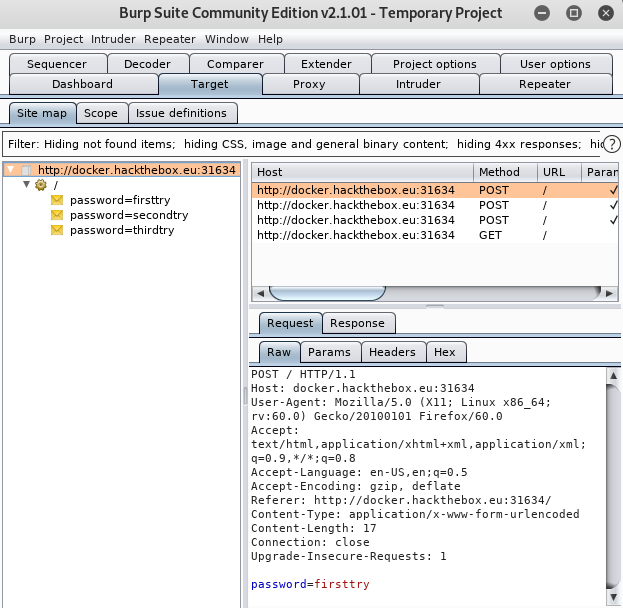 Burp Suite Community Edition v2.1.01 - Temporary Project
Burp Project Intruder Repeater Window Help
Sequencer Decoder Comparer Extender Project options User options
Dashboard Target Proxy Intruder Repeater
Site map Scope Issue definitions
Filter: Hiding not found items; hiding CSS, image and general binary content; hiding 4xx responses; hid ?
http://docker.hackthebox.eu:31634
/
password=firsttry
password=secondtry
password=thirdtry
Host Method URL Param
http://docker.hackthebox.eu:31634 POST / ✓
http://docker.hackthebox.eu:31634 POST / ✓
http://docker.hackthebox.eu:31634 POST / ✓
http://docker.hackthebox.eu:31634 GET /
Request Response
Raw Params Headers Hex
POST / HTTP/1.1
Host: docker.hackthebox.eu:31634
User-Agent: Mozilla/5.0 (X11; Linux x86_64;
rv:60.0) Gecko/20100101 Firefox/60.0
Accept:
text/html,application/xhtml+xml,application/xml;
q=0.9,*/*;q=0.8
Accept-Language: en-US,en;q=0.5
Accept-Encoding: gzip, deflate
Referer: http://docker.hackthebox.eu:31634/
Content-Type: application/x-www-form-urlencoded
Content-Length: 17
Connection: close
Upgrade-Insecure-Requests: 1
password=firsttry